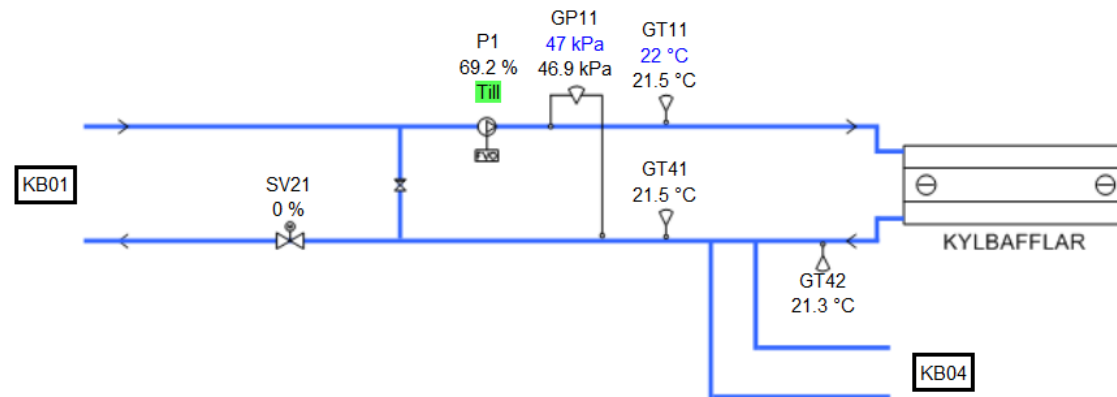 GP11
47 kPa
46.9 kPa
P1
69.2 %
Till
GT11
22 °C
21.5 °C
KB01
SV21
0 %
GT41
21.5 °C
KYLBAFFLAR
GT42
21.3 °C
KB04